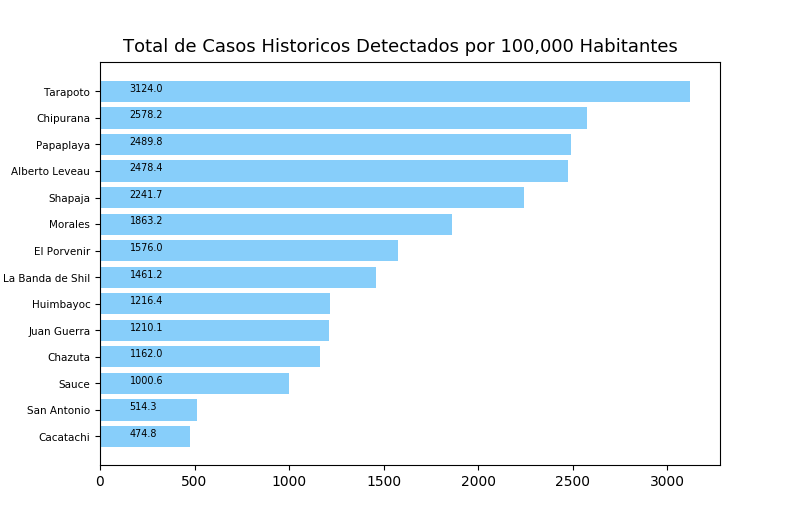 Total de Casos Historicos Detectados por 100,000 Habitantes
Tarapoto 3124.0
Chipurana 2578.2
Papaplaya 2489.8
Alberto Leveau 2478.4
Shapaja 2241.7
Morales 1863.2
El Porvenir 1576.0
La Banda de Shil 1461.2
Huimbayoc 1216.4
Juan Guerra 1210.1
Chazuta 1162.0
Sauce 1000.6
San Antonio 514.3
Cacatachi 474.8
0 500 1000 1500 2000 2500 3000